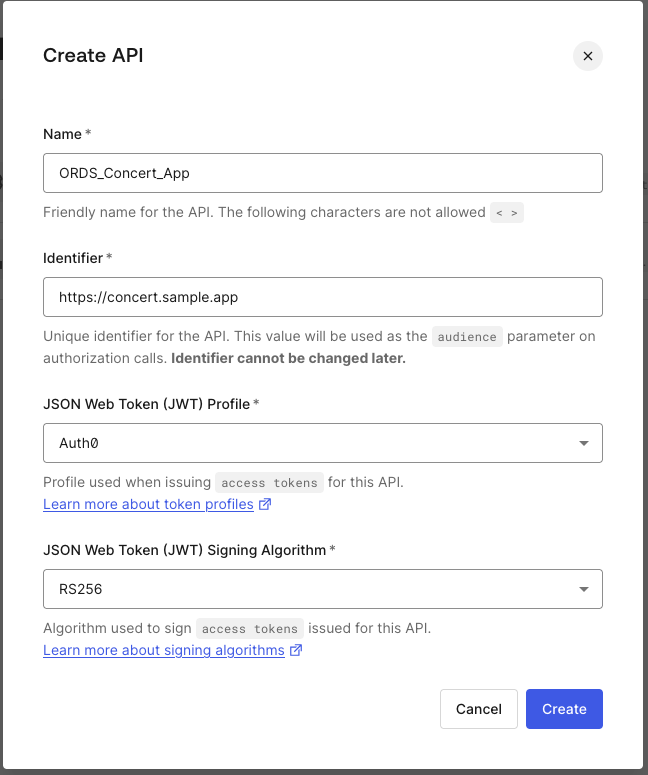 Create API
Name *
ORDS_Concert_App
Friendly name for the API. The following characters are not allowed < >
Identifier *
https://concert.sample.app
Unique identifier for the API. This value will be used as the audience parameter on
authorization calls. Identifier cannot be changed later.
JSON Web Token (JWT) Profile *
Auth0
Profile used when issuing access tokens for this API.
Learn more about token profiles
JSON Web Token (JWT) Signing Algorithm *
RS256
Algorithm used to sign access tokens issued for this API.
Learn more about signing algorithms
Cancel
Create